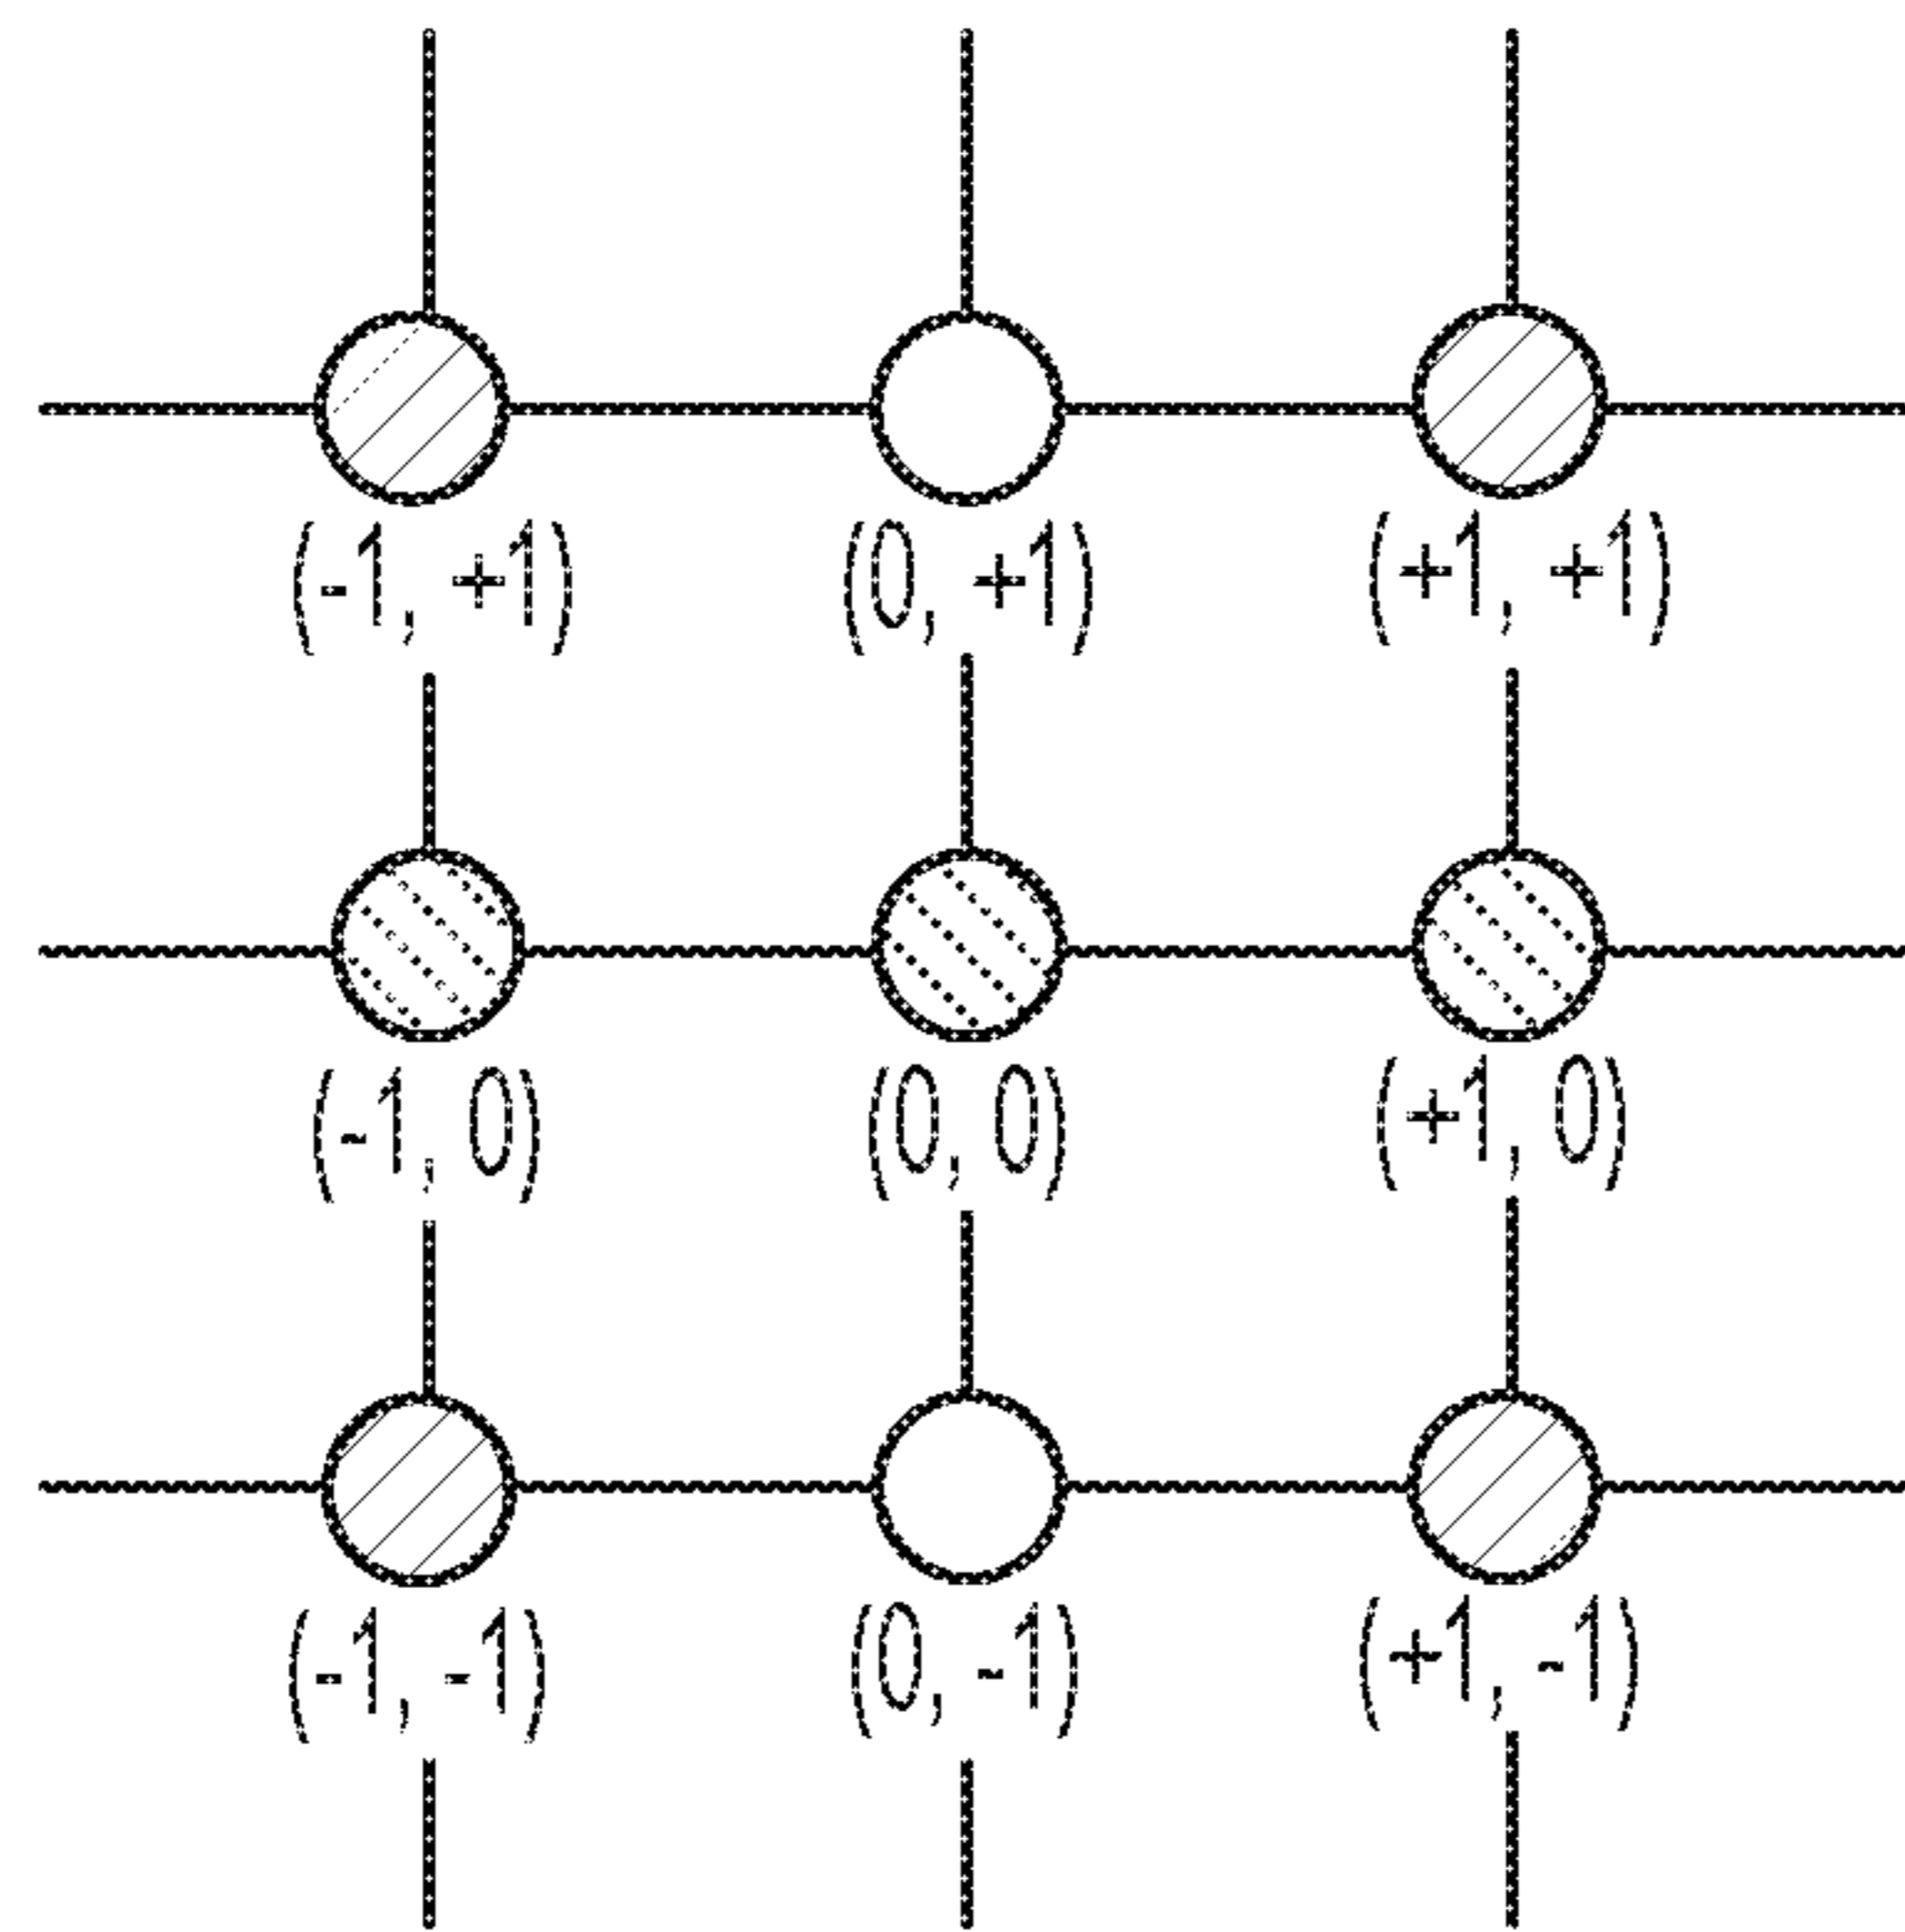 (-1, +1) (0, +1) (+1, +1)
(-1, 0) (0, 0) (+1, 0)
(-1, -1) (0, -1) (+1, -1)